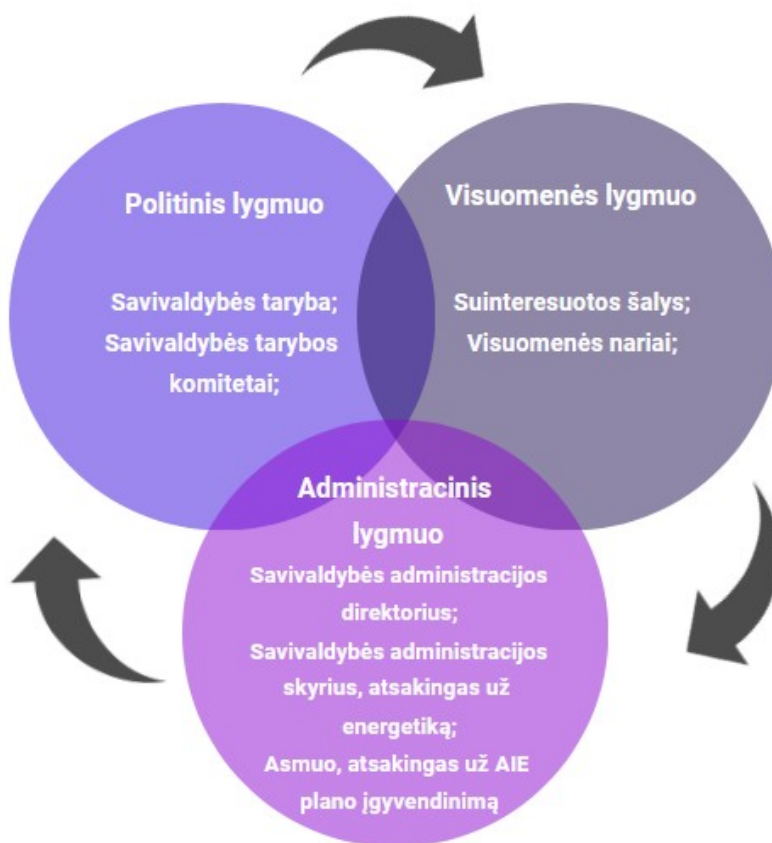 Politinis lygmuo
Savivaldybės taryba;
Savivaldybės tarybos
komitetai;
Visuomenės lygmuo
Suinteresuotos šalys;
Visuomenės nariai;
Administracinis
lygmuo
Savivaldybės administracijos
direktorius;
Savivaldybės administracijos
skyrius, atsakingas už
energetiką;
Asmuo, atsakingas už AIE
plano įgyvendinimą